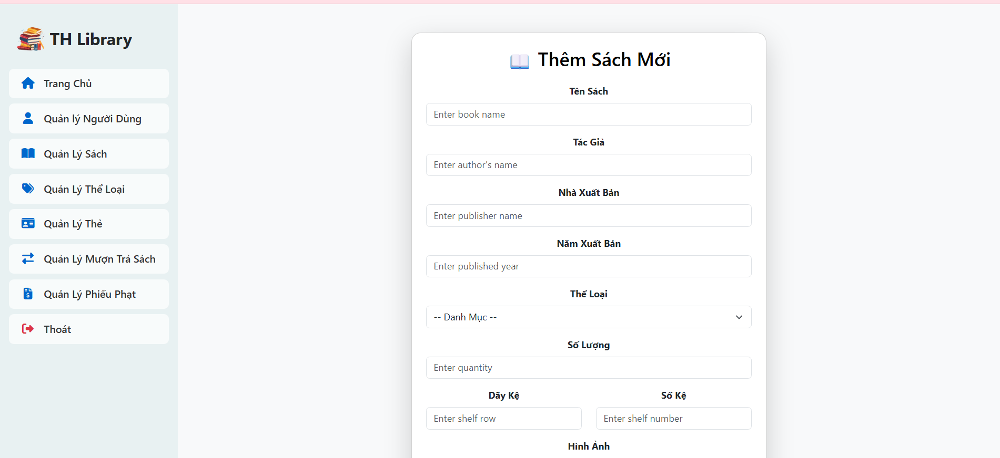 TH Library
Trang Chủ
Quản lý Người Dùng
Quản Lý Sách
Quản Lý Thể Loại
Quản Lý Thẻ
Quản Lý Mượn Trả Sách
Quản Lý Phiếu Phạt
Thoát
Thêm Sách Mới
Tên Sách
Enter book name
Tác Giả
Enter author's name
Nhà Xuất Bản
Enter publisher name
Năm Xuất Bản
Enter published year
Thể Loại
-- Danh Mục --
Số Lượng
Enter quantity
Dãy Kệ
Số Kệ
Enter shelf row
Enter shelf number
Hình Ảnh